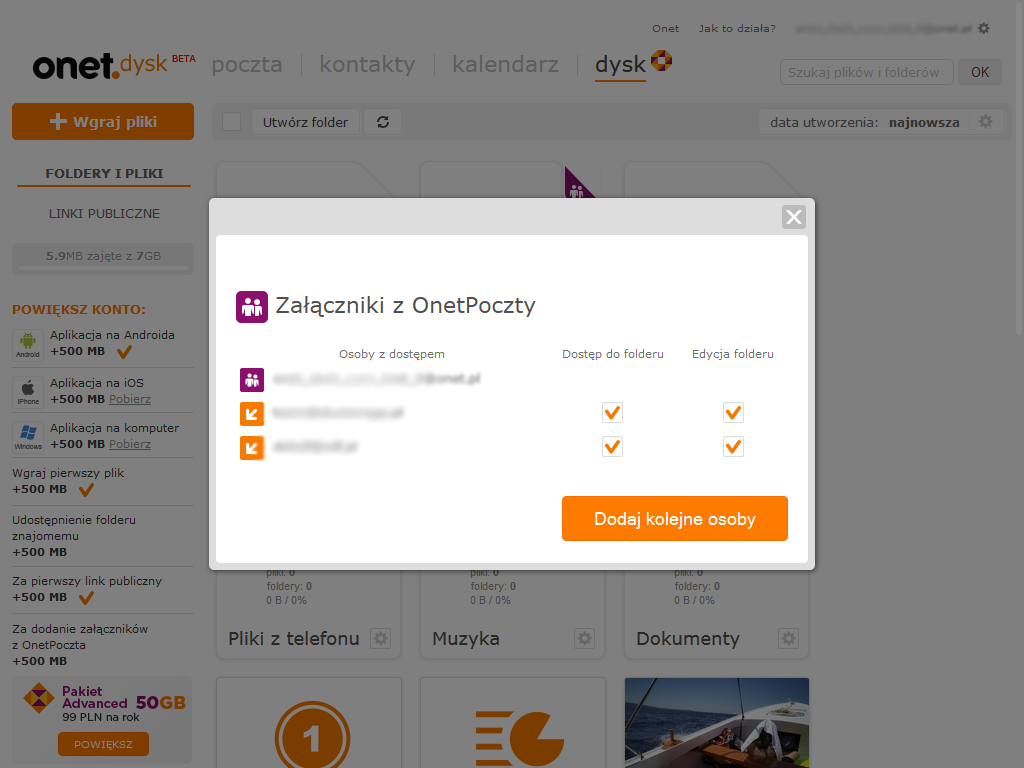 Onet Jak to działa?
onet.dysk BETA poczta kontakty kalendarz dysk
Szukaj plików i folderów OK
Wgraj pliki Utwórz folder data utworzenia: najnowsza
FOLDERY I PLIKI
LINKI PUBLICZNE
5.9MB zajęte z 7GB
POWIĘKSZ KONTO:
Android
Aplikacja na Androida
+500 MB
iPhone
Aplikacja na iOS
+500 MB Pobierz
Windows
Aplikacja na komputer
+500 MB Pobierz
Wgraj pierwszy plik
+500 MB
Udostępnienie folderu
znajomemu
+500 MB
Za pierwszy link publiczny
+500 MB
Za dodanie załączników
z OnetPoczta
+500 MB
Pakiet
Advanced 50GB
99 PLN na rok
POWIĘKSZ
Załączniki z OnetPoczty
Osoby z dostępem Dostęp do folderu Edycja folderu
@onet.pl
Dodaj kolejne osoby
pliki: 0 pliki: 0 pliki: 0
foldery: 0 foldery: 0 foldery: 0
0 B / 0% 0 B / 0% 0 B / 0%
Pliki z telefonu Muzyka Dokumenty
1